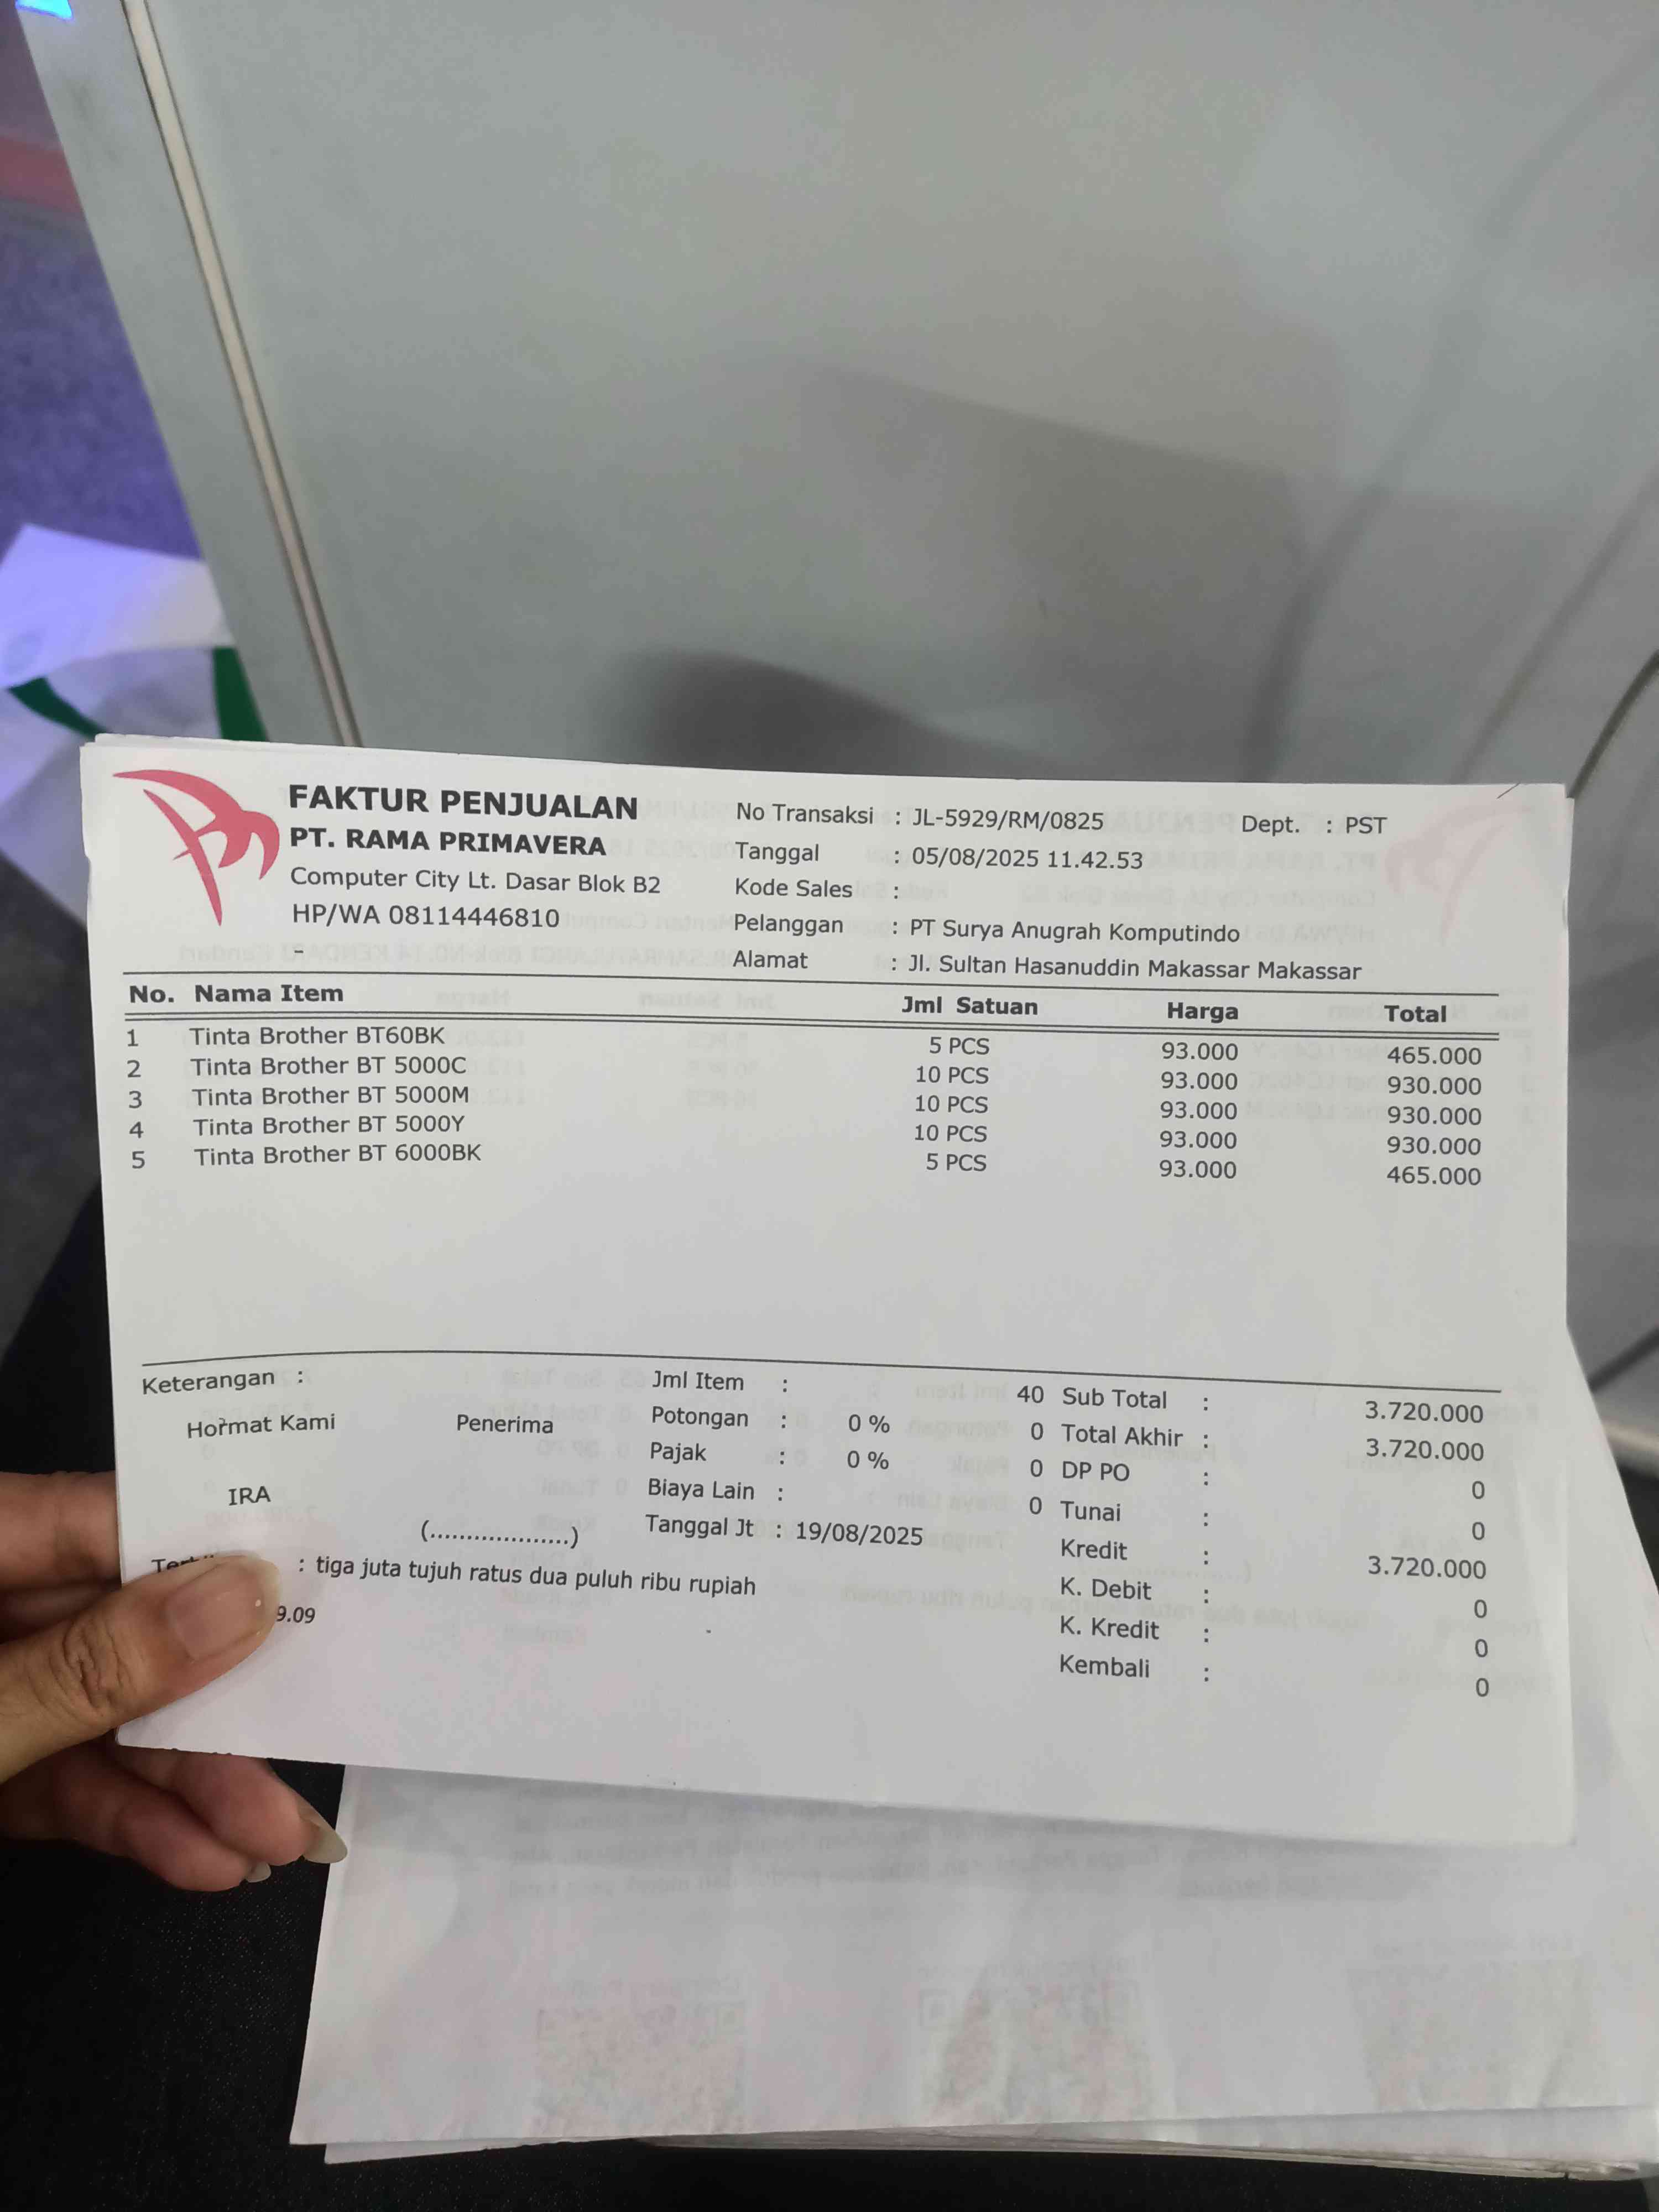 FAKTUR PENJUALAN
PT. RAMA PRIMAVERA
Computer City Lt. Dasar Blok B2
HP/WA 08114446810
-
No Transaksi : JL-5929/RM/0825 Dept. : PST
Tanggal : 05/08/2025 11.42.53
Kode Sales :
Pelanggan : PT Surya Anugrah Komputindo
Alamat : Jl. Sultan Hasanuddin Makassar Makassar
No. Nama Item Jml Satuan Harga Total
1 Tinta Brother BT60BK 5 PCS 93.000 465.000
2 Tinta Brother BT 5000C 10 PCS 93.000 930.000
3 Tinta Brother BT 5000M 10 PCS 93.000 930.000
4 Tinta Brother BT 5000Y 10 PCS 93.000 930.000
5 Tinta Brother BT 6000BK 5 PCS 93.000 465.000
Keterangan :
Hormat Kami Penerima
IRA
(...................)
Jml Item : 40
Potongan : 0 % 0
Pajak : 0 % 0
Biaya Lain : 0
Tanggal Jt : 19/08/2025
Sub Total : 3.720.000
Total Akhir : 3.720.000
DP PO : 0
Tunai : 0
Kredit : 3.720.000
K. Debit : 0
K. Kredit : 0
Kembali : 0
: tiga juta tujuh ratus dua puluh ribu rupiah
9.09